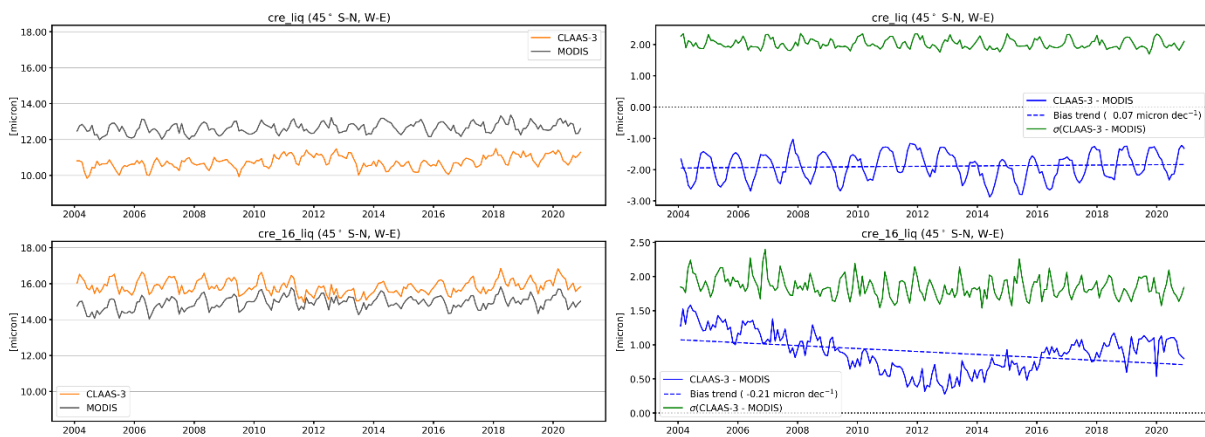 cre_liq (45° S-N, W-E)
18.00
16.00
14.00
12.00
10.00
[micron]
CLAAS-3
MODIS
2004 2006 2008 2010 2012 2014 2016 2018 2020
cre_liq (45° S-N, W-E)
2.00
1.00
0.00
-1.00
-2.00
-3.00
[micron]
CLAAS-3 - MODIS
Bias trend ( 0.07 micron dec⁻¹)
σ(CLAAS-3 - MODIS)
2004 2006 2008 2010 2012 2014 2016 2018 2020
cre_16_liq (45° S-N, W-E)
18.00
16.00
14.00
12.00
10.00
[micron]
CLAAS-3
MODIS
2004 2006 2008 2010 2012 2014 2016 2018 2020
cre_16_liq (45° S-N, W-E)
2.50
2.00
1.50
1.00
0.50
0.00
[micron]
CLAAS-3 - MODIS
Bias trend ( -0.21 micron dec⁻¹)
σ(CLAAS-3 - MODIS)
2004 2006 2008 2010 2012 2014 2016 2018 2020